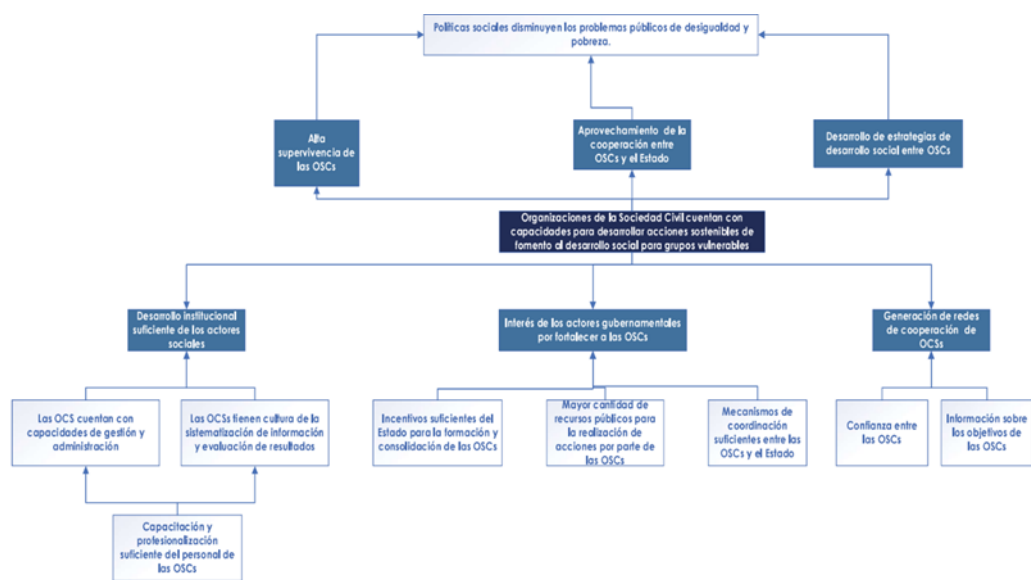 Políticas sociales disminuyen los problemas públicos de desigualdad y
pobreza.
Alta
supervivencia de
las OSCs
Aprovechamiento de la
cooperación entre
OSCs y el Estado
Desarrollo de estrategias de
desarrollo social entre OSCs
Organizaciones de la Sociedad Civil cuentan con
capacidades para desarrollar acciones sostenibles de
fomento al desarrollo social para grupos vulnerables
Desarrollo institucional
suficiente de los actores
sociales
Interés de los actores gubernamentales
por fortalecer a las OSCs
Generación de redes
de cooperación de
OCSs
Las OCS cuentan con
capacidades de gestión y
administración
Las OCSs tienen cultura de la
sistematización de información
y evaluación de resultados
Incentivos suficientes del
Estado para la formación y
consolidación de las OSCs
Mayor cantidad de
recursos públicos para
la realización de
acciones por parte de
las OSCs
Mecanismos de
coordinación
suficientes entre las
OSCs y el Estado
Confianza entre
las OSCs
Información sobre
los objetivos de
las OSCs
Capacitación y
profesionalización
suficiente del personal de
las OSCs